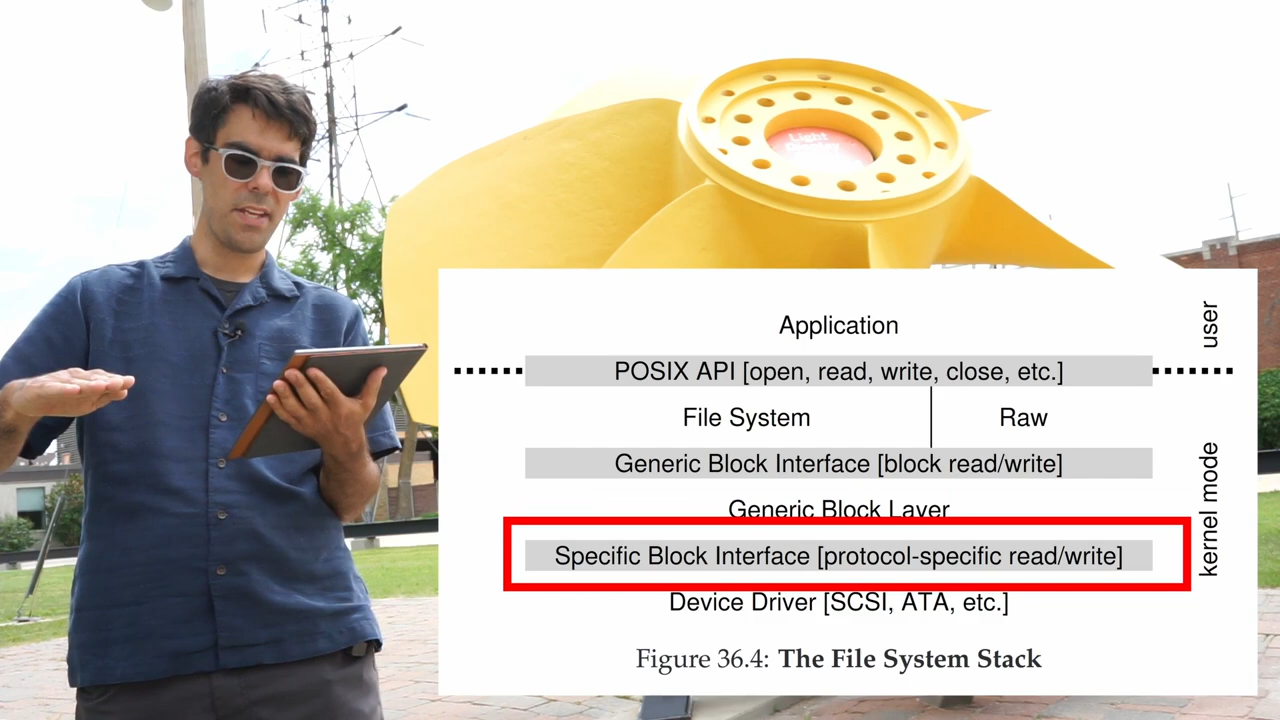 Light
Application
user
POSIX API [open, read, write, close, etc.]
File System
Raw
Generic Block Interface [block read/write]
Generic Block Layer
kernel mode
Specific Block Interface [protocol-specific read/write]
Device Driver [SCSI, ATA, etc.]
Figure 36.4: The File System Stack